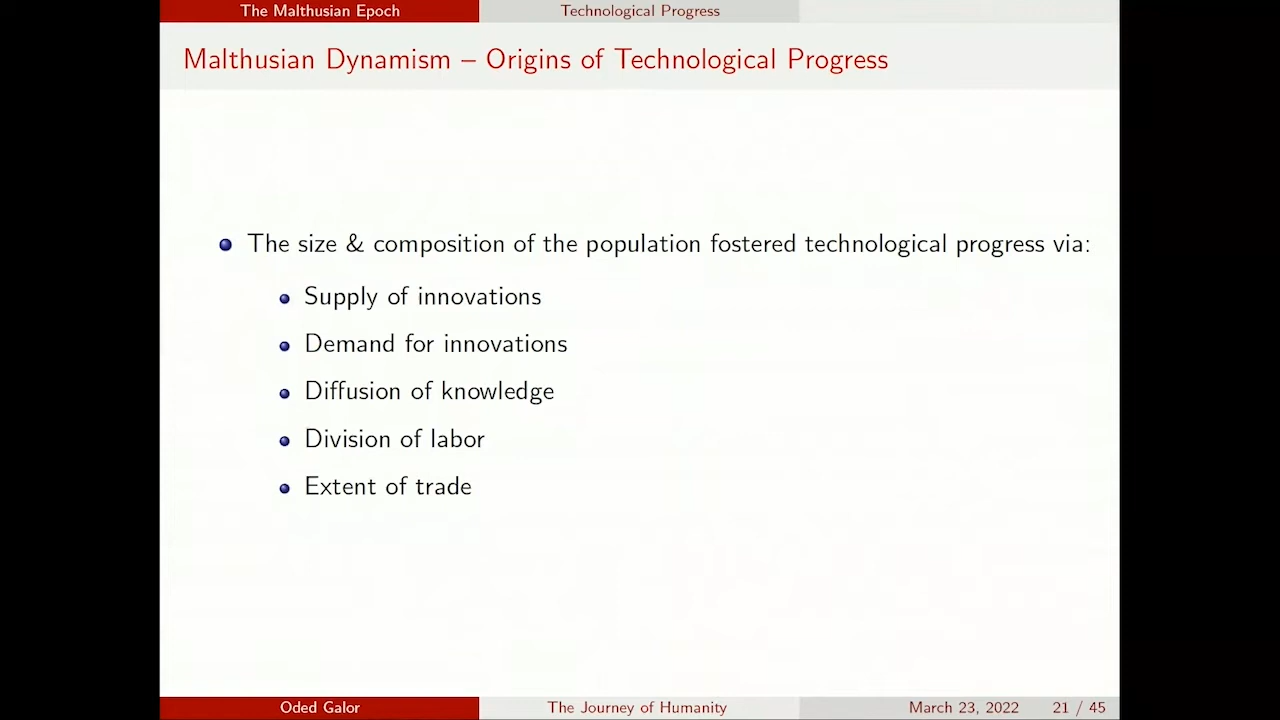 The Malthusian Epoch
Technological Progress
Malthusian Dynamism – Origins of Technological Progress
The size & composition of the population fostered technological progress via:
Supply of innovations
Demand for innovations
Diffusion of knowledge
Division of labor
Extent of trade
Oded Galor
The Journey of Humanity
March 23, 2022
21 / 45